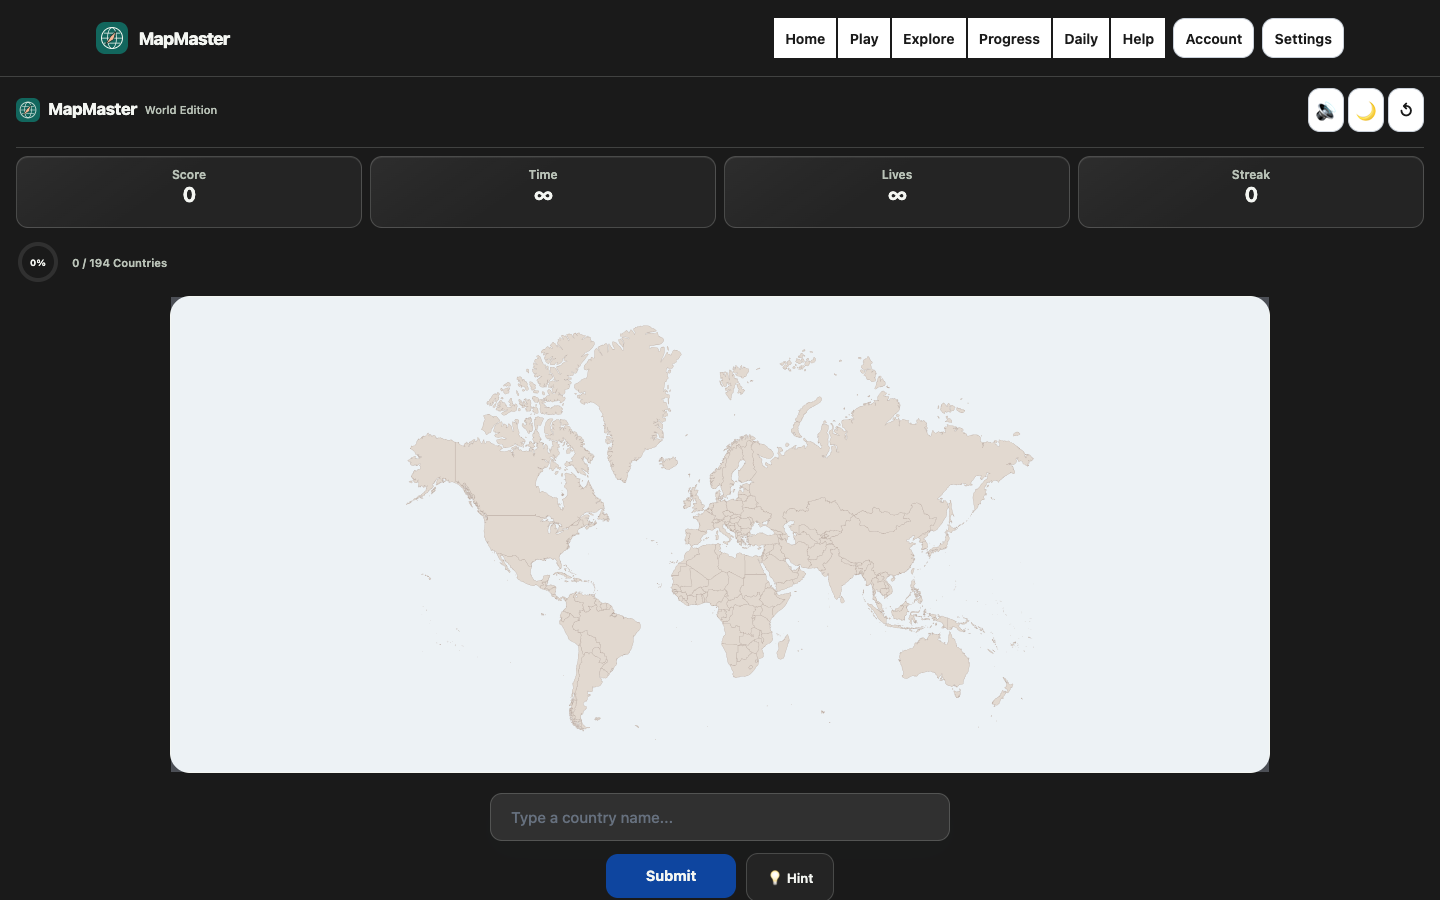 MapMaster
Home
Play
Explore
Progress
Daily
Help
Account
Settings
MapMaster World Edition
Score
0
Time
∞
Lives
∞
Streak
0
0%
0 / 194 Countries
Type a country name...
Submit
Hint